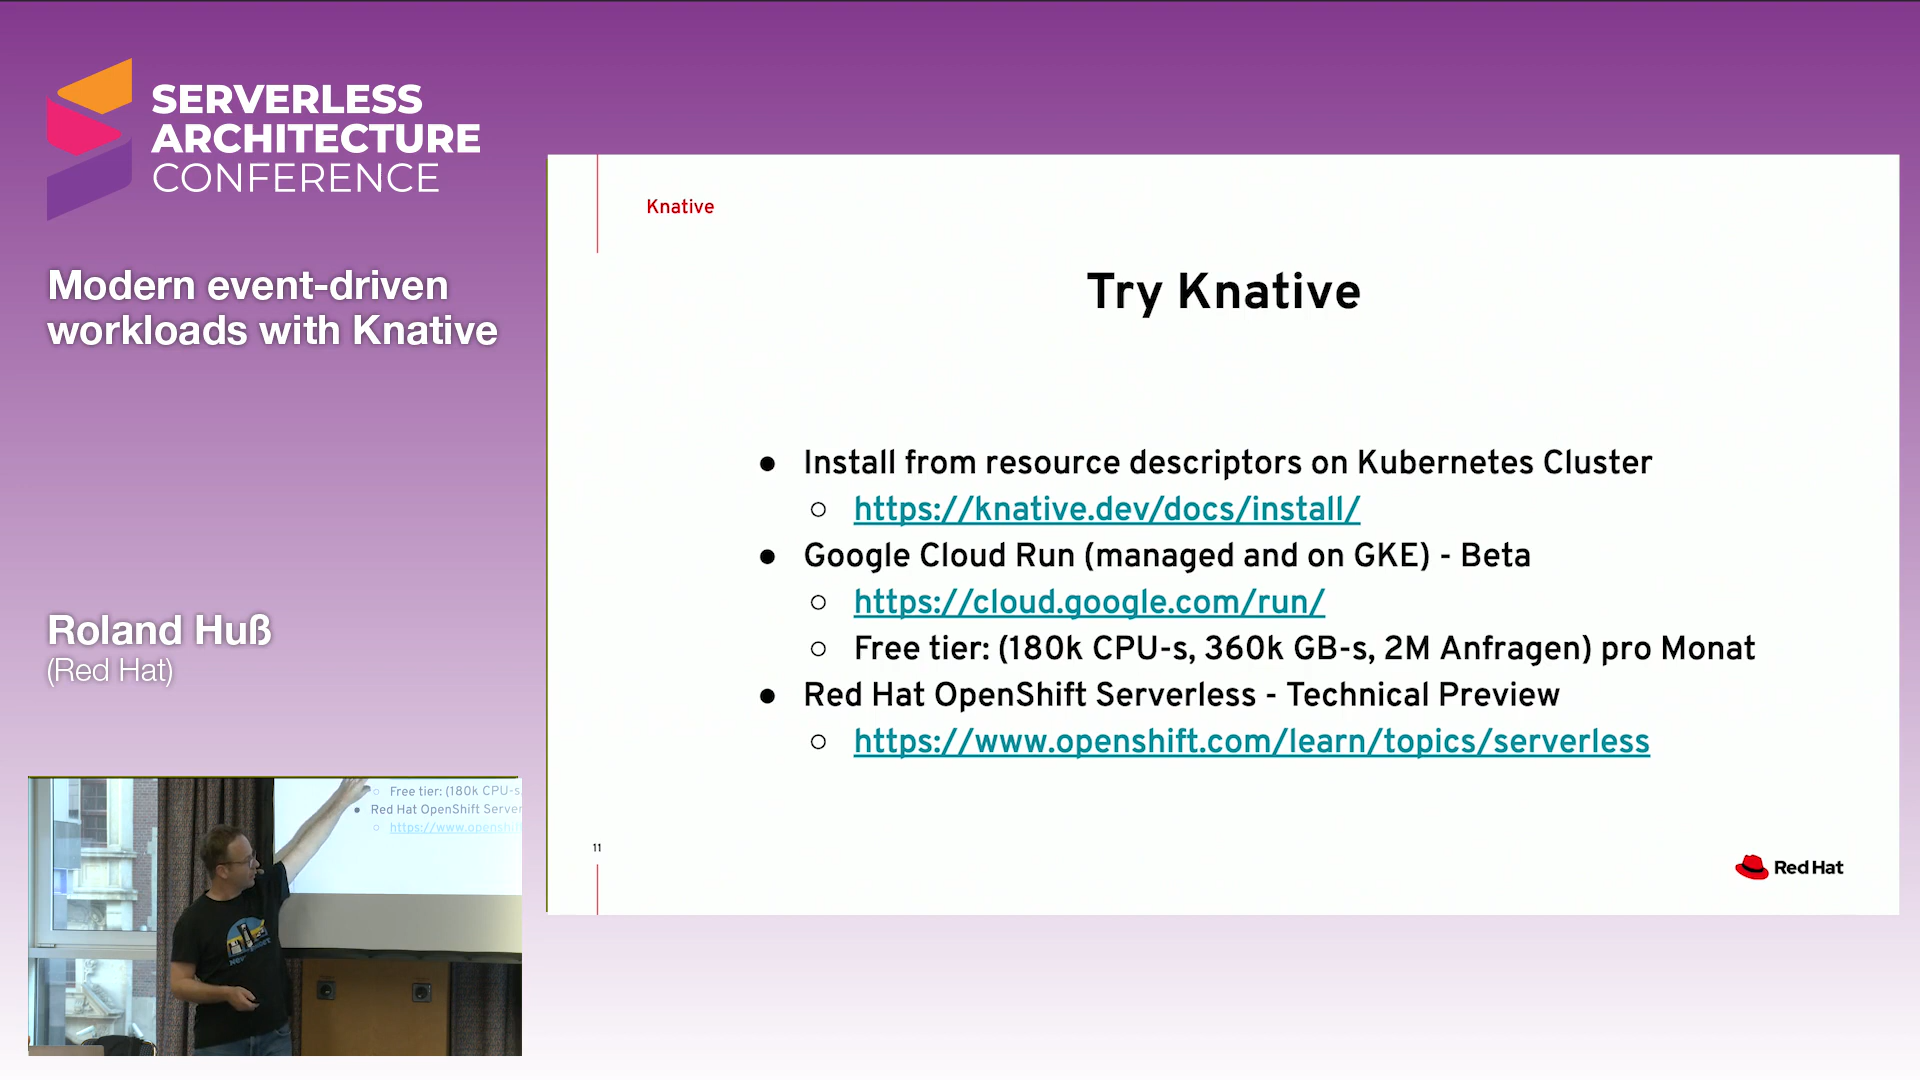 SERVERLESS
ARCHITECTURE
CONFERENCE
Modern event-driven
workloads with Knative
Roland Huß
(Red Hat)
Knative
Try Knative
● Install from resource descriptors on Kubernetes Cluster
○ https://knative.dev/docs/install/
● Google Cloud Run (managed and on GKE) - Beta
○ https://cloud.google.com/run/
○ Free tier: (180k CPU-s, 360k GB-s, 2M Anfragen) pro Monat
● Red Hat OpenShift Serverless - Technical Preview
○ https://www.openshift.com/learn/topics/serverless
11
Red Hat
○ Free tier: (180k CPU-s,
● Red Hat OpenShift Server
○ https://www.openshif